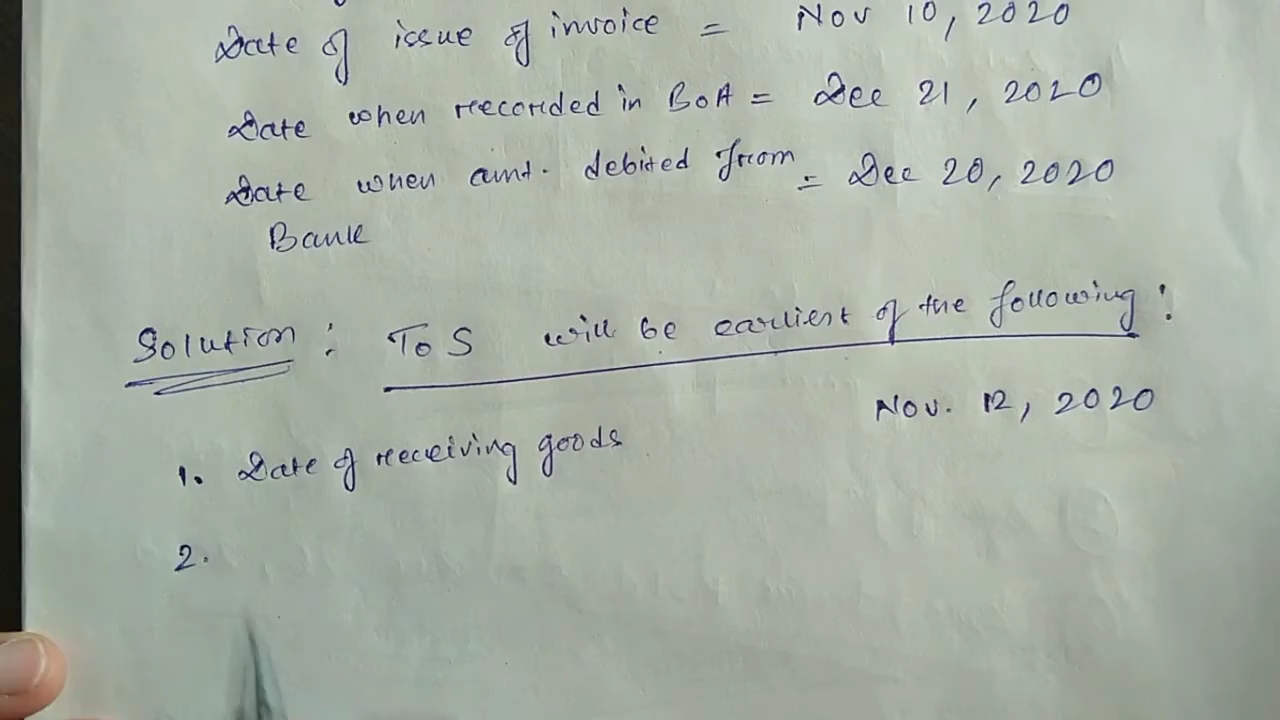 Date of issue of invoice = Nov 10, 2020
Date when recorded in BOA = Dec 21, 2020
Date when amt. debited from = Dec 20, 2020
Bank
Solution : ToS will be earliest of the following :
Nov. 12, 2020
1. Date of receiving goods
2.